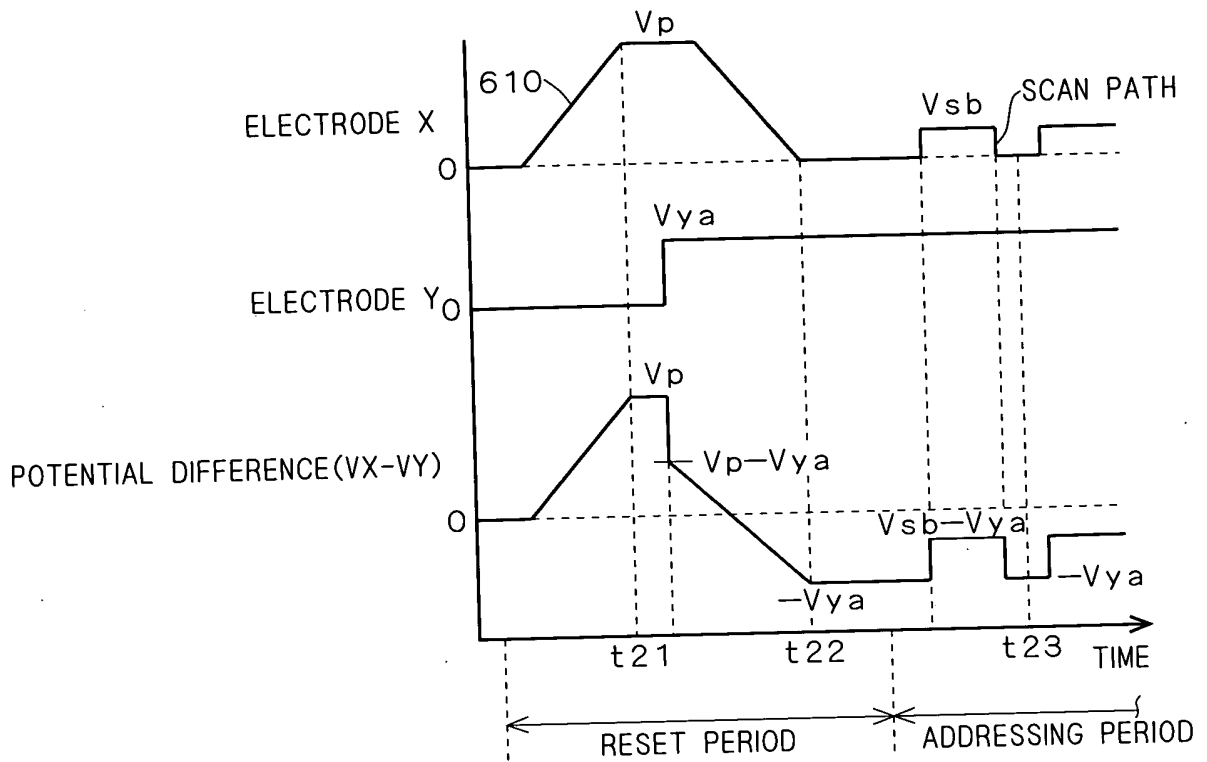 Vp
610
ELECTRODE X
Vsb
SCAN PATH
0
Vya
ELECTRODE Y
0
Vp
POTENTIAL DIFFERENCE(VX-VY)
Vp-Vya
0
Vsb-Vya
-Vya
-Vya
t21
t22
t23
TIME
RESET PERIOD
ADDRESSING PERIOD